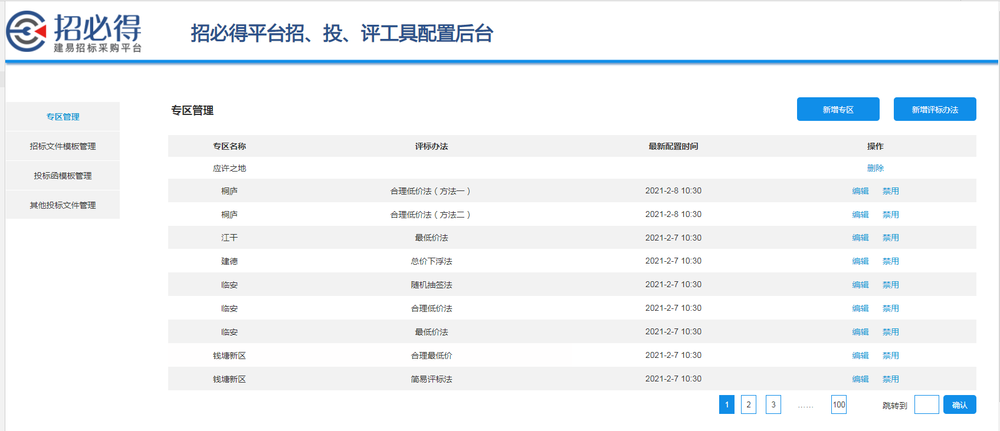 招必得
建易招标采购平台
招必得平台招、投、评工具配置后台
专区管理
招标文件模板管理
投标函模板管理
其他投标文件管理
专区管理
新增专区 新增评标办法
专区名称 评标办法 最新配置时间 操作
应许之地 删除
桐庐 合理低价法（方法一） 2021-2-8 10:30 编辑 禁用
桐庐 合理低价法（方法二） 2021-2-8 10:30 编辑 禁用
江干 最低价法 2021-2-7 10:30 编辑 禁用
建德 总价下浮法 2021-2-7 10:30 编辑 禁用
临安 随机抽签法 2021-2-7 10:30 编辑 禁用
临安 合理低价法 2021-2-7 10:30 编辑 禁用
临安 最低价法 2021-2-7 10:30 编辑 禁用
钱塘新区 合理最低价 2021-2-7 10:30 编辑 禁用
钱塘新区 简易评标法 2021-2-7 10:30 编辑 禁用
1 2 3 …… 100 跳转到 确认